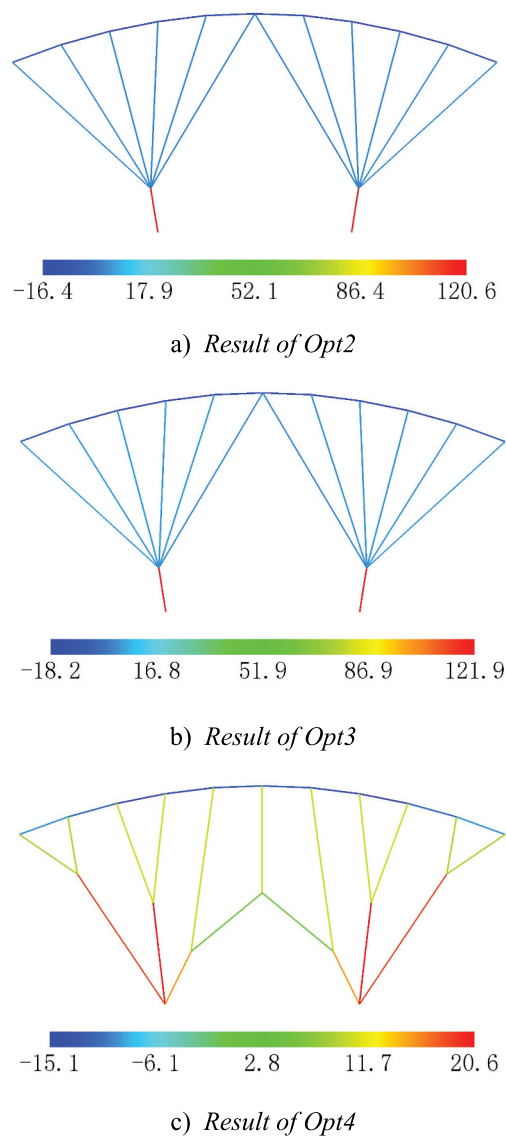 -16.4 17.9 52.1 86.4 120.6
a) Result of Opt2
-18.2 16.8 51.9 86.9 121.9
b) Result of Opt3
-15.1 -6.1 2.8 11.7 20.6
c) Result of Opt4